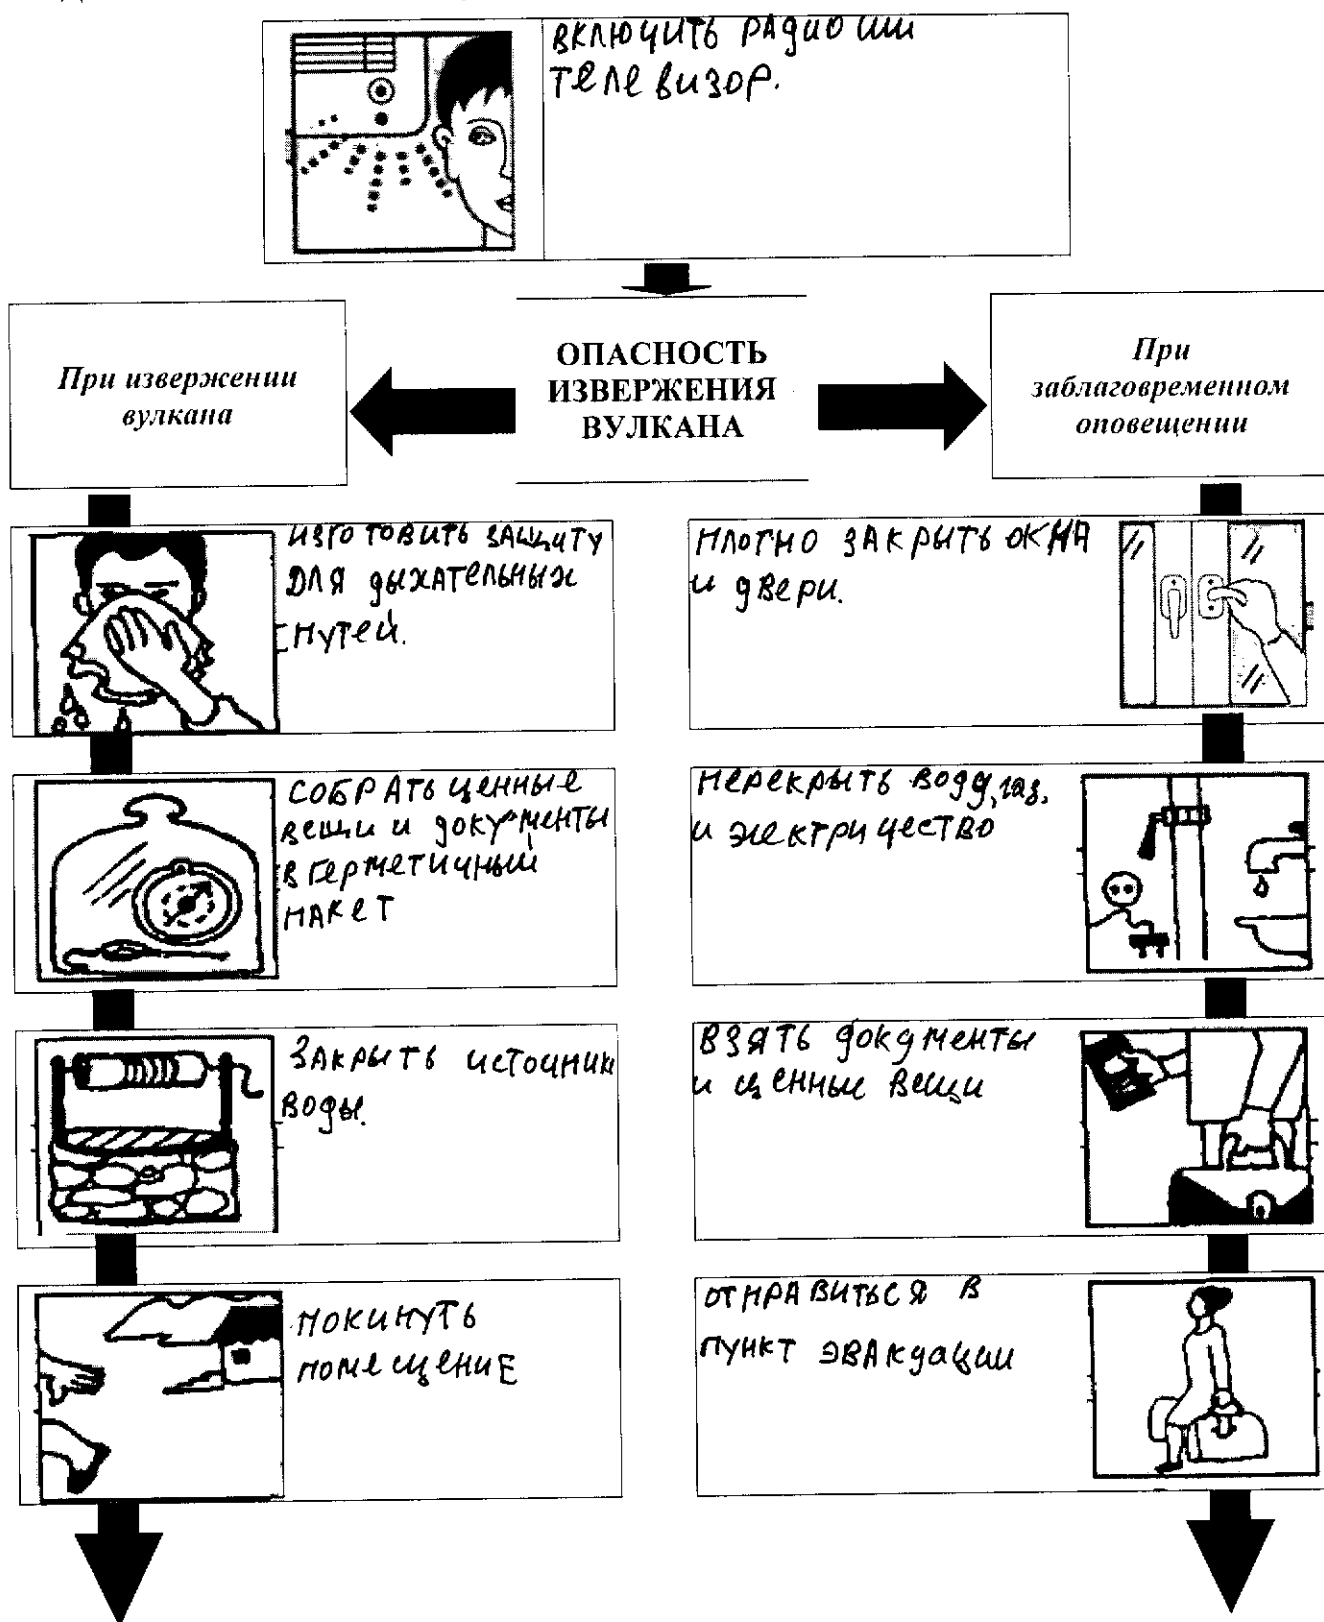 включить радио или
телевизор.
При извержении
вулкана
ОПАСНОСТЬ
ИЗВЕРЖЕНИЯ
ВУЛКАНА
При
заблаговременном
оповещении
изготовить защиту
для дыхательных
путей.
собрать ценные
вещи и документы
в герметичный
пакет
закрыть источники
воды.
покинуть
помещение
плотно закрыть окна
и двери.
перекрыть воду, газ,
и электричество
взять документы
и ценные вещи
отправиться в
пункт эвакуации